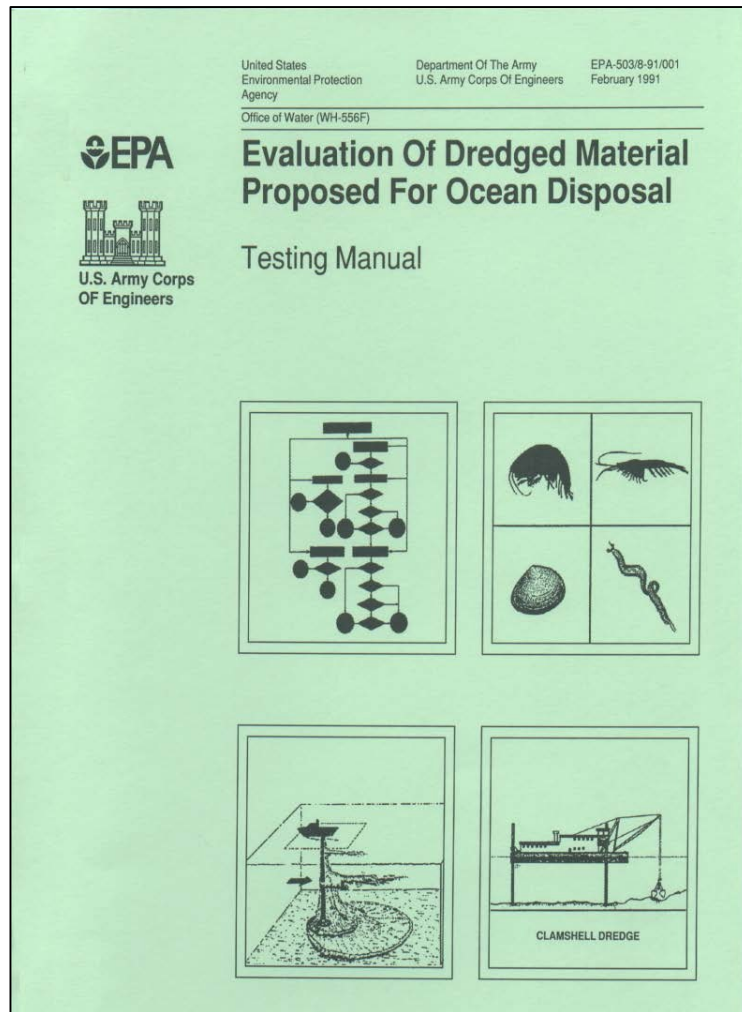 United States
Environmental Protection
Agency
Department Of The Army
U.S. Army Corps Of Engineers
EPA-503/8-91/001
February 1991
Office of Water (WH-556F)
EPA
Evaluation Of Dredged Material
Proposed For Ocean Disposal
U.S. Army Corps
OF Engineers
Testing Manual
CLAMSHELL DREDGE